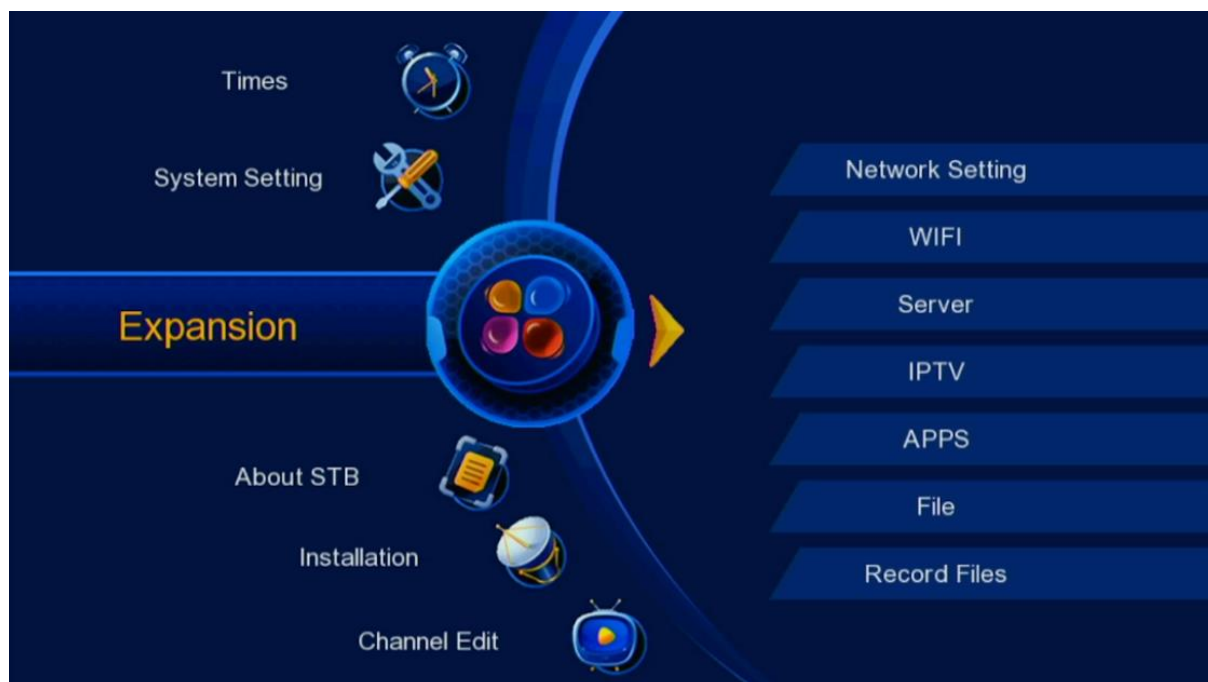 Times
System Setting
Expansion
About STB
Installation
Channel Edit
Network Setting
WIFI
Server
IPTV
APPS
File
Record Files